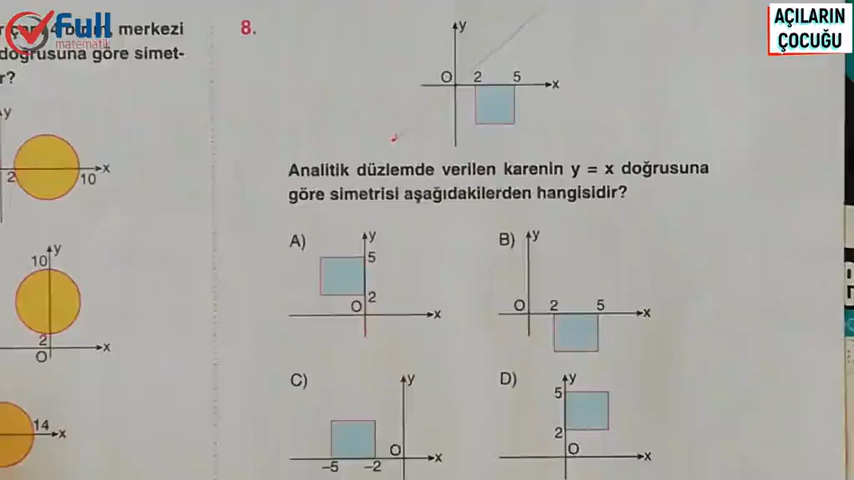 full
matematik
AÇILARIN
ÇOCUĞU
merkezi
doğrusuna göre simet-
r?
y
x
2
10
10
y
2
O
x
14
x
8.
y
O
2
5
x
Analitik düzlemde verilen karenin y = x doğrusuna
göre simetrisi aşağıdakilerden hangisidir?
A)
y
5
2
O
x
B)
y
O
2
5
x
C)
y
O
-5
-2
x
D)
y
5
2
O
x